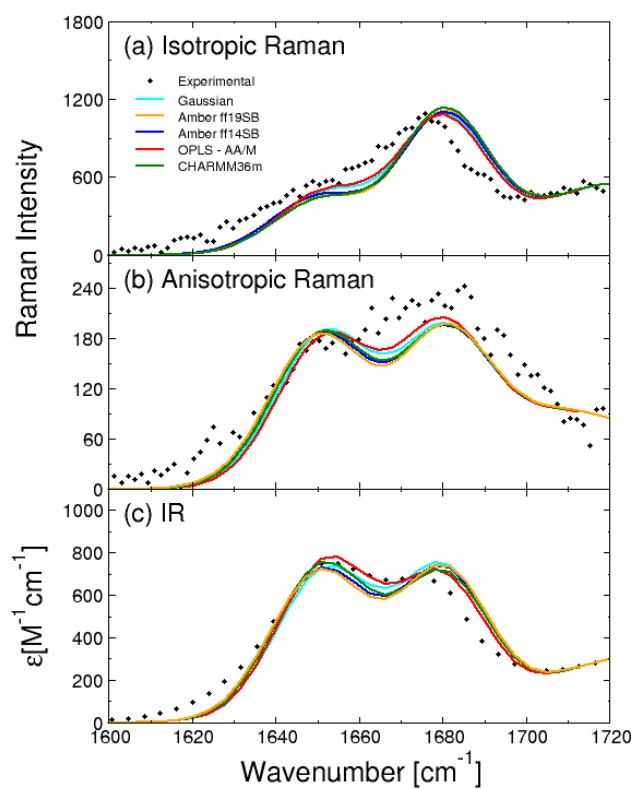 1800
(a) Isotropic Raman
Experimental
Gaussian
Amber ff19SB
Amber ff14SB
OPLS - AA/M
CHARMM36m
1200
600
0
Raman Intensity
(b) Anisotropic Raman
240
180
120
60
0
(c) IR
1000
800
600
400
200
0
ε[M⁻¹cm⁻¹]
1600 1620 1640 1660 1680 1700 1720
Wavenumber [cm⁻¹]